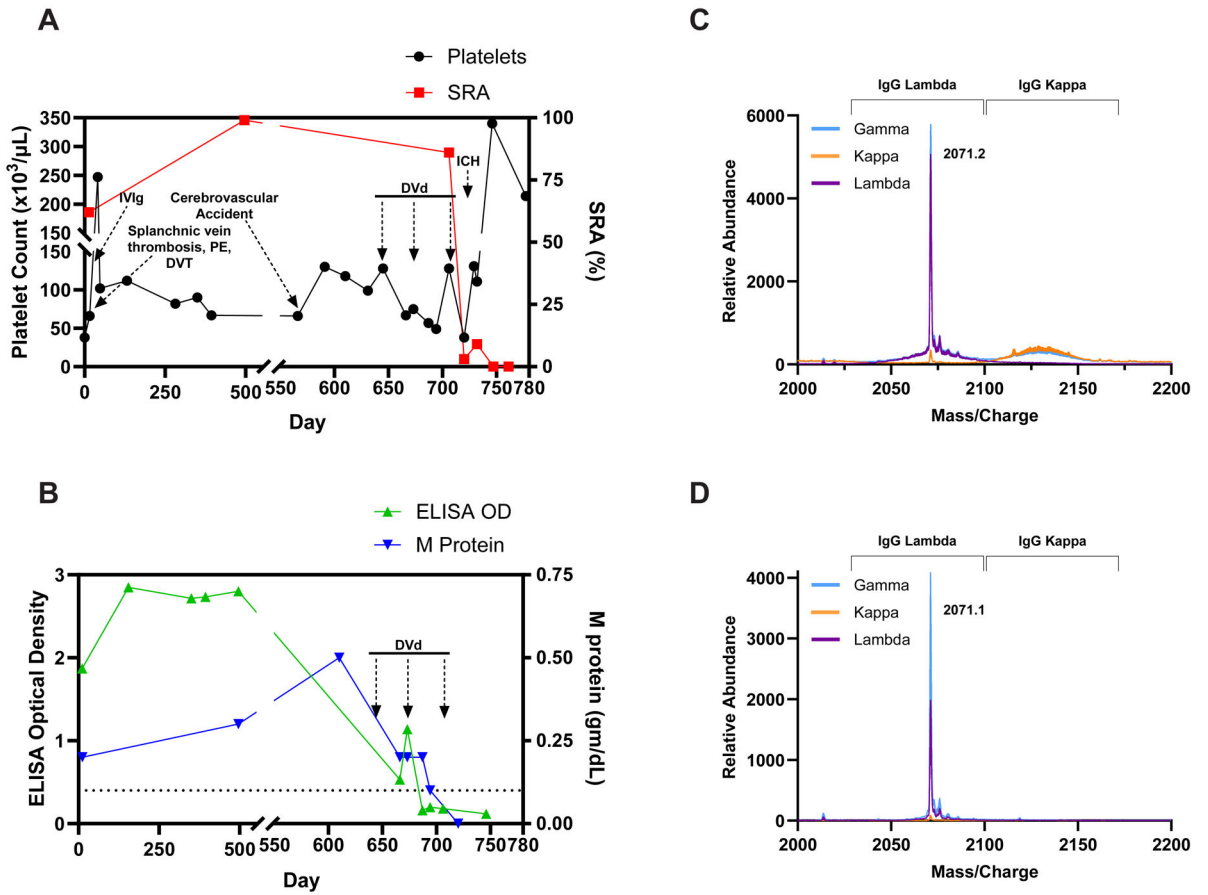 A
Platelets
SRA
350
300
250
200
150
150
100
50
0
Platelet Count (x10³/µL)
100
75
50
25
0
SRA (%)
IVIg
Splanchnic vein
thrombosis, PE,
DVT
Cerebrovascular
Accident
DVd
ICH
0
250
500
550
600
650
700
750
780
Day
B
ELISA OD
M Protein
3
2
1
0
ELISA Optical Density
0.75
0.50
0.25
0.00
M protein (gm/dL)
DVd
0
250
500
550
600
650
700
750
780
Day
C
IgG Lambda
IgG Kappa
Gamma
Kappa
Lambda
2071.2
6000
4000
2000
0
Relative Abundance
2000
2050
2100
2150
2200
Mass/Charge
D
IgG Lambda
IgG Kappa
Gamma
Kappa
Lambda
2071.1
4000
3000
2000
1000
0
Relative Abundance
2000
2050
2100
2150
2200
Mass/Charge